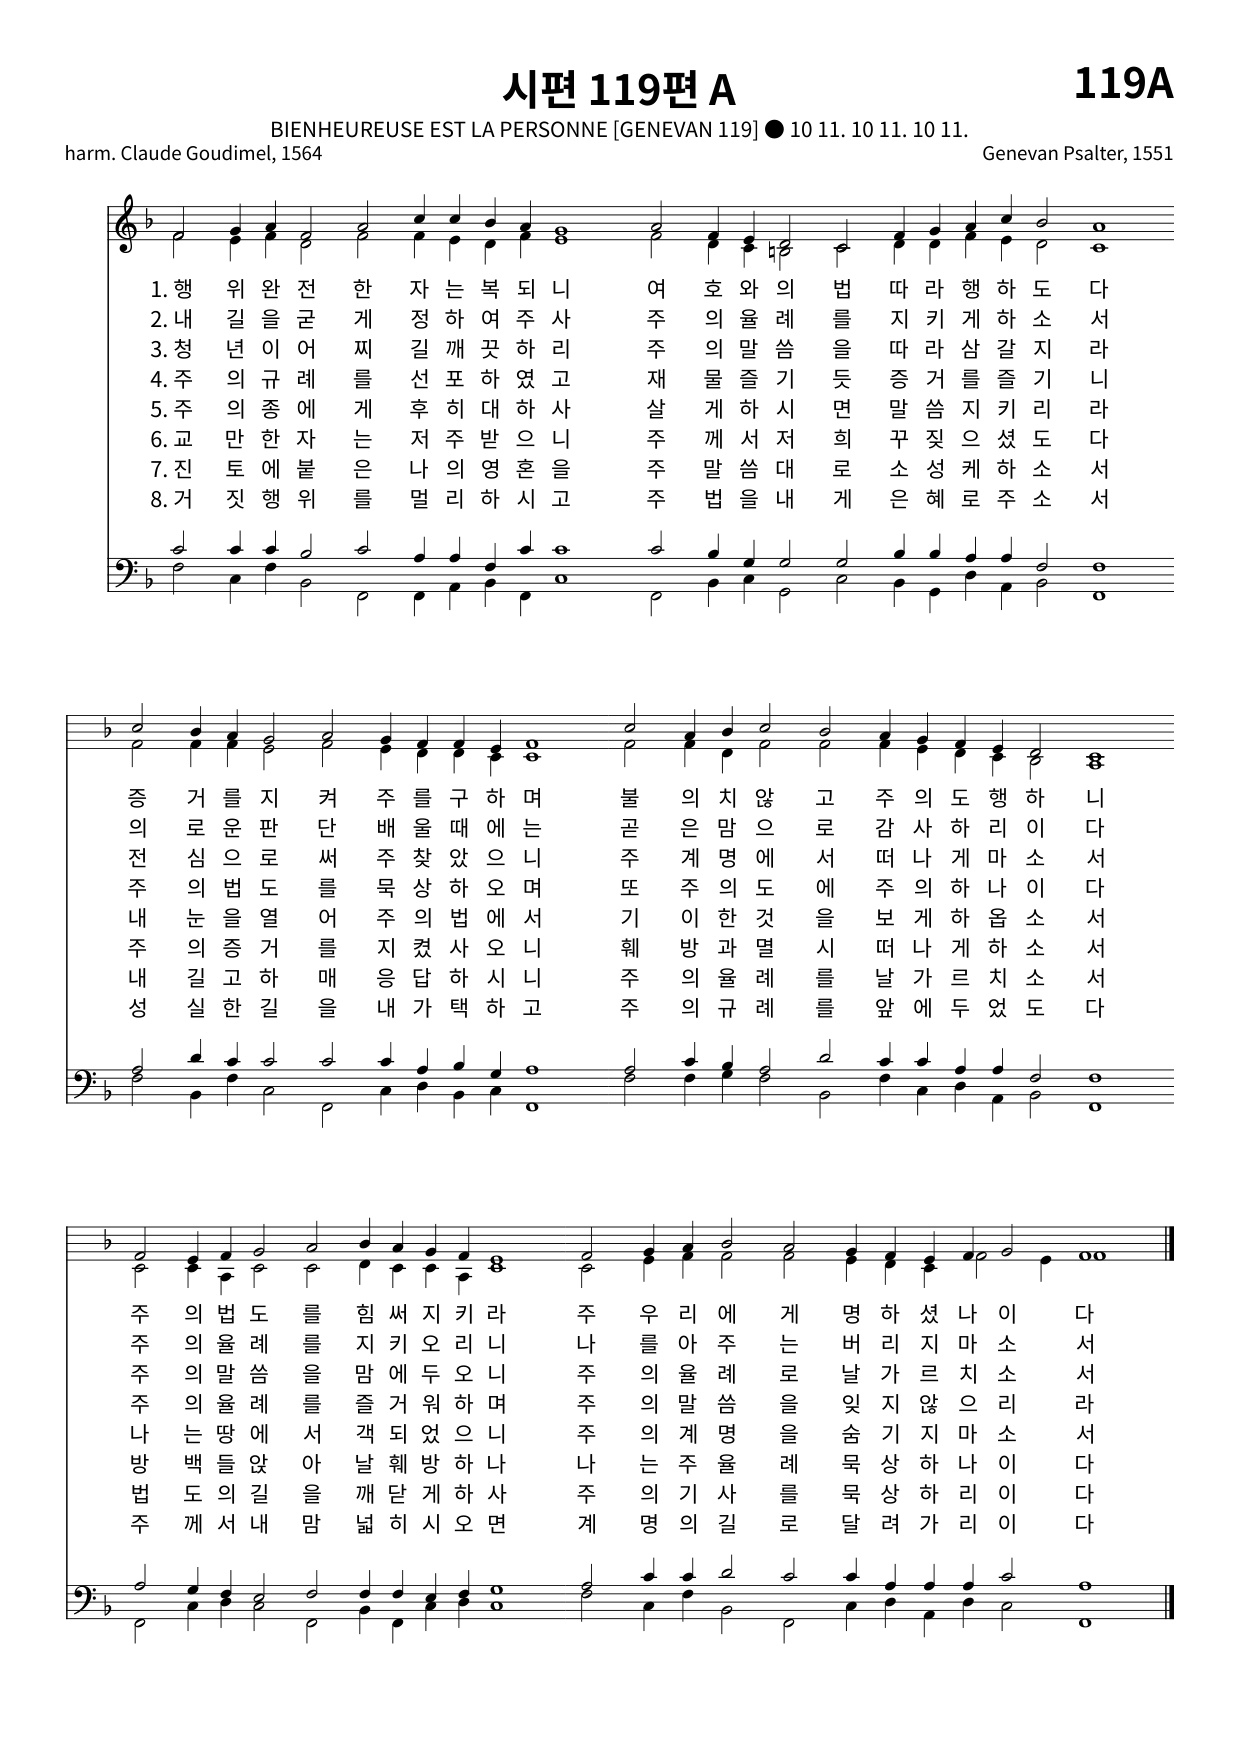 시편 119편 A
119A
BIENHEUREUSE EST LA PERSONNE [GENEVAN 119] ● 10 11. 10 11. 10 11.
harm. Claude Goudimel, 1564
Genevan Psalter, 1551
1. 행 위 완 전 한 자 는 복 되 니 여 호 와 의 법 따 라 행 하 도 다
2. 내 길 을 굳 게 정 하 여 주 사 주 의 율 례 를 지 키 게 하 소 서
3. 청 년 이 어 찌 길 깨 끗 하 리 주 의 말 씀 을 따 라 삼 갈 지 라
4. 주 의 규 례 를 선 포 하 였 고 재 물 즐 기 듯 증 거 를 즐 기 니
5. 주 의 종 에 게 후 히 대 하 사 살 게 하 시 면 말 씀 지 키 리 라
6. 교 만 한 자 는 저 주 받 으 니 주 께 서 저 희 꾸 짖 으 셨 도 다
7. 진 토 에 붙 은 나 의 영 혼 을 주 말 씀 대 로 소 성 케 하 소 서
8. 거 짓 행 위 를 멀 리 하 시 고 주 법 을 내 게 은 혜 로 주 소 서
증 거 를 지 켜 주 를 구 하 며 불 의 치 않 고 주 의 도 행 하 니
의 로 운 판 단 배 울 때 에 는 곧 은 맘 으 로 감 사 하 리 이 다
전 심 으 로 써 주 찾 았 으 니 주 계 명 에 서 떠 나 게 마 소 서
주 의 법 도 를 묵 상 하 오 며 또 주 의 도 에 주 의 하 나 이 다
내 눈 을 열 어 주 의 법 에 서 기 이 한 것 을 보 게 하 옵 소 서
주 의 증 거 를 지 켰 사 오 니 훼 방 과 멸 시 떠 나 게 하 소 서
내 길 고 하 매 응 답 하 시 니 주 의 율 례 를 날 가 르 치 소 서
성 실 한 길 을 내 가 택 하 고 주 의 규 례 를 앞 에 두 었 도 다
주 의 법 도 를 힘 써 지 키 라 주 우 리 에 게 명 하 셨 나 이 다
주 의 율 례 를 지 키 오 리 니 나 를 아 주 는 버 리 지 마 소 서
주 의 말 씀 을 맘 에 두 오 니 주 의 율 례 로 날 가 르 치 소 서
주 의 율 례 를 즐 거 워 하 며 주 의 말 씀 을 잊 지 않 으 리 라
나 는 땅 에 서 객 되 었 으 니 주 의 계 명 을 숨 기 지 마 소 서
방 백 들 앉 아 날 훼 방 하 나 나 는 주 율 례 묵 상 하 나 이 다
법 도 의 길 을 깨 닫 게 하 사 주 의 기 사 를 묵 상 하 리 이 다
주 께 서 내 맘 넓 히 시 오 면 계 명 의 길 로 달 려 가 리 이 다